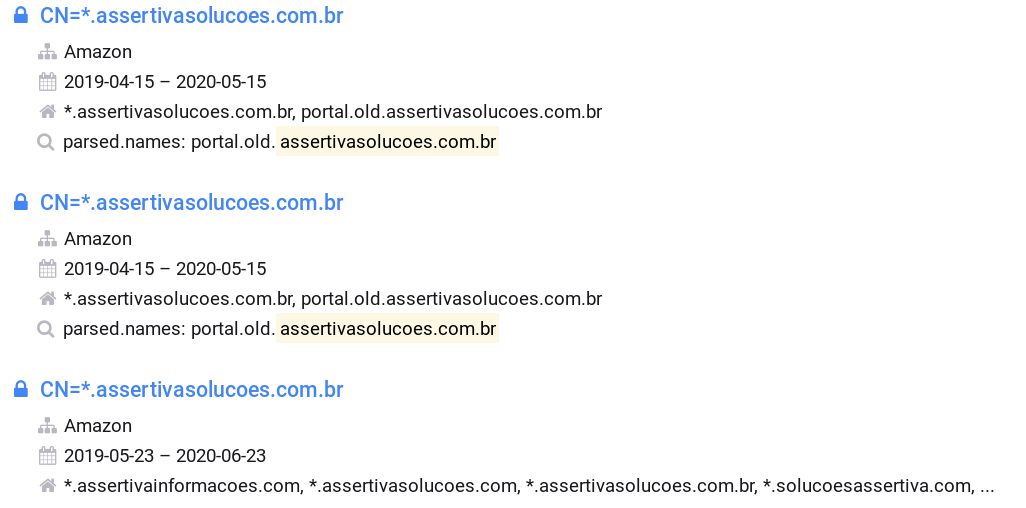 CN=*.assertivasolucoes.com.br
Amazon
2019-04-15 – 2020-05-15
*.assertivasolucoes.com.br, portal.old.assertivasolucoes.com.br
parsed.names: portal.old.assertivasolucoes.com.br
CN=*.assertivasolucoes.com.br
Amazon
2019-04-15 – 2020-05-15
*.assertivasolucoes.com.br, portal.old.assertivasolucoes.com.br
parsed.names: portal.old.assertivasolucoes.com.br
CN=*.assertivasolucoes.com.br
Amazon
2019-05-23 – 2020-06-23
*.assertivainformacoes.com, *.assertivasolucoes.com, *.assertivasolucoes.com.br, *.solucoesassertiva.com, ...